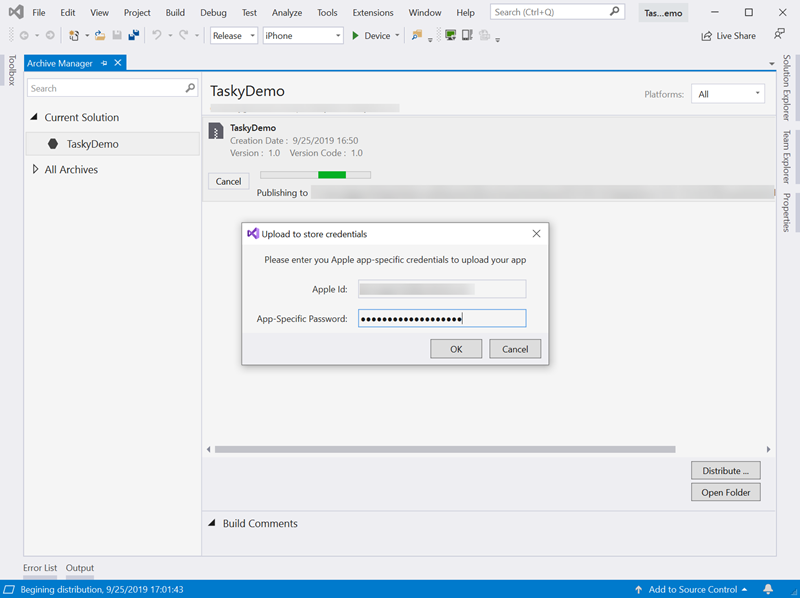 File Edit View Project Build Debug Test Analyze Tools Extensions Window Help Search (Ctrl+Q) Tas...emo
Release iPhone Device Live Share
Toolbox
Archive Manager
Search
Current Solution
TaskyDemo
All Archives
TaskyDemo
Platforms: All
TaskyDemo
Creation Date : 9/25/2019 16:50
Version : 1.0 Version Code : 1.0
Cancel
Publishing to
Upload to store credentials
Please enter you Apple app-specific credentials to upload your app
Apple Id:
App-Specific Password: ●●●●●●●●●●●●●●●●●●●
OK Cancel
Distribute ...
Open Folder
Build Comments
Solution Explorer
Team Explorer
Properties
Error List Output
Begining distribution, 9/25/2019 17:01:43 Add to Source Control